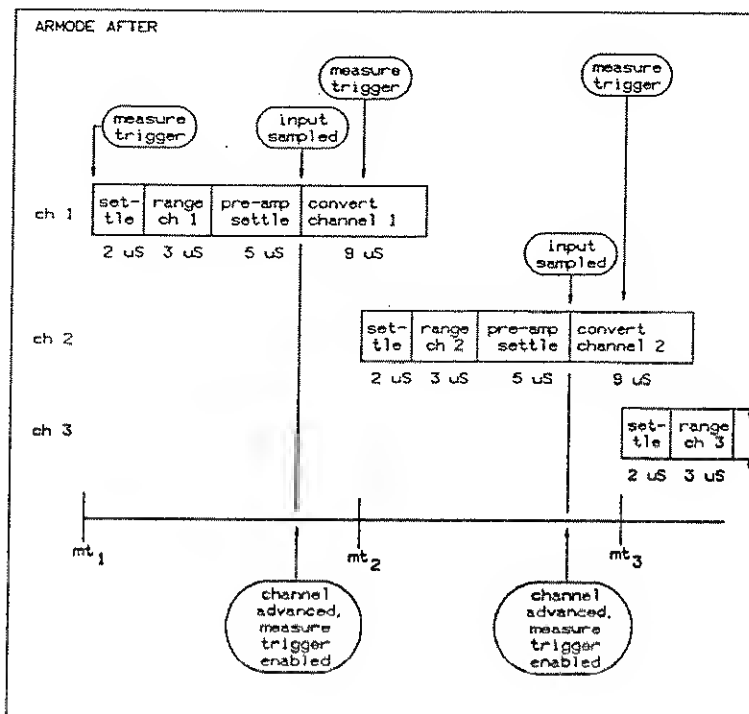 ARMODE AFTER
measure
trigger
measure
trigger
measure
trigger
input
sampled
ch 1
set-
tle
range
ch 1
pre-amp
settle
convert
channel 1
2 uS
3 uS
5 uS
9 uS
input
sampled
ch 2
set-
tle
range
ch 2
pre-amp
settle
convert
channel 2
2 uS
3 uS
5 uS
9 uS
ch 3
set-
tle
range
ch 3
2 uS
3 uS
mt1
mt2
mt3
channel
advanced,
measure
trigger
enabled
channel
advanced,
measure
trigger
enabled